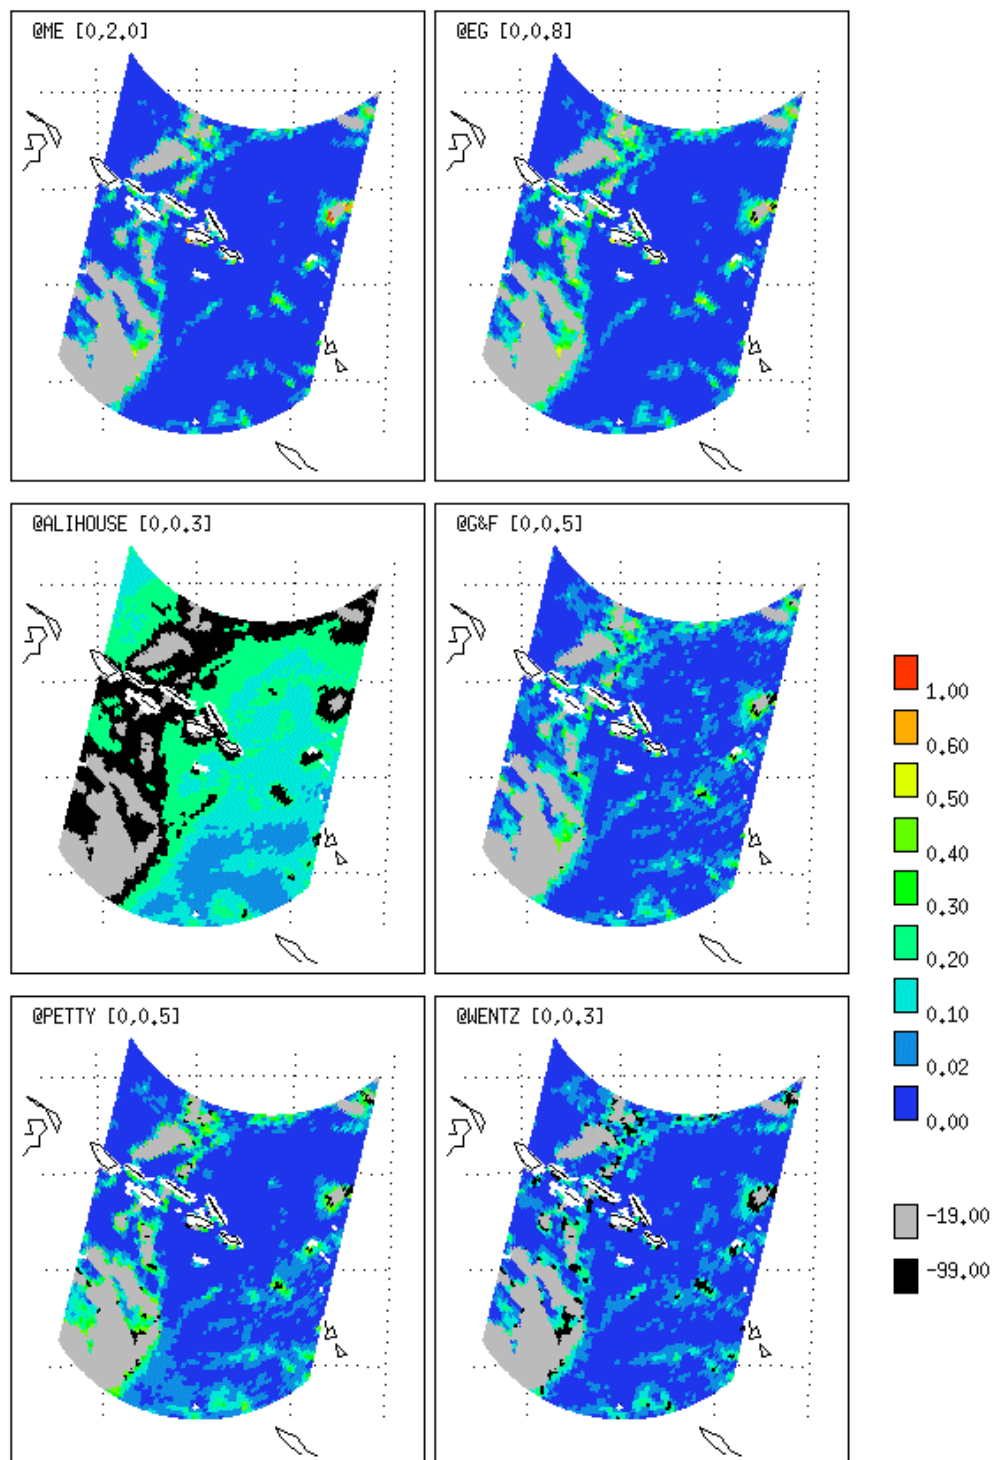 @ME [0,2.0]
@EG [0,0.8]
@ALIHOUSE [0,0.3]
@G&F [0,0.5]
@PETTY [0,0.5]
@WENTZ [0,0.3]
1.00
0.60
0.50
0.40
0.30
0.20
0.10
0.02
0.00
-19.00
-99.00